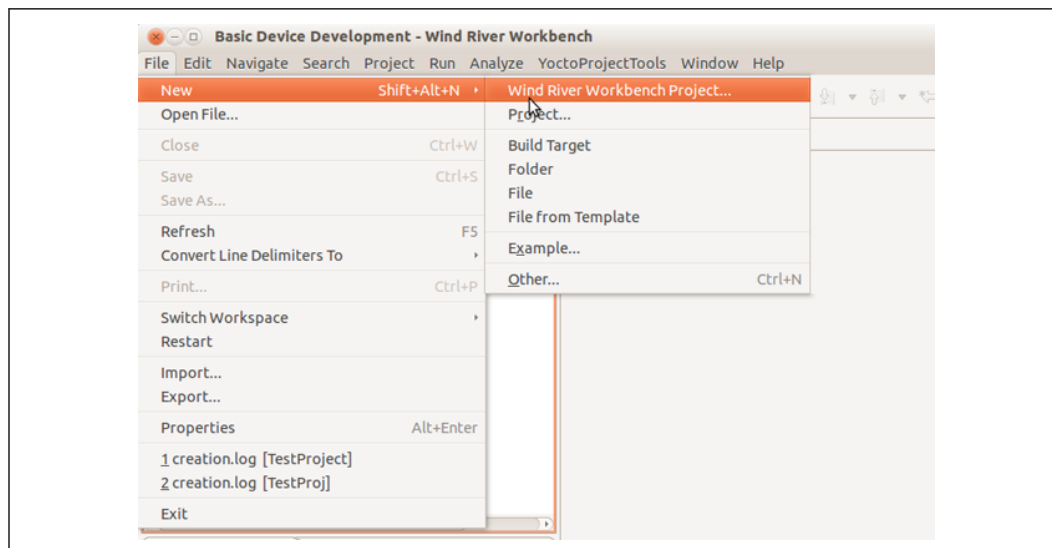 Basic Device Development - Wind River Workbench
File Edit Navigate Search Project Run Analyze YoctoProjectTools Window Help
New Shift+Alt+N
Open File...
Close Ctrl+W
Save Ctrl+S
Save As...
Refresh F5
Convert Line Delimiters To
Print... Ctrl+P
Switch Workspace
Restart
Import...
Export...
Properties Alt+Enter
1 creation.log [TestProject]
2 creation.log [TestProj]
Exit
Wind River Workbench Project...
Project...
Build Target
Folder
File
File from Template
Example...
Other... Ctrl+N